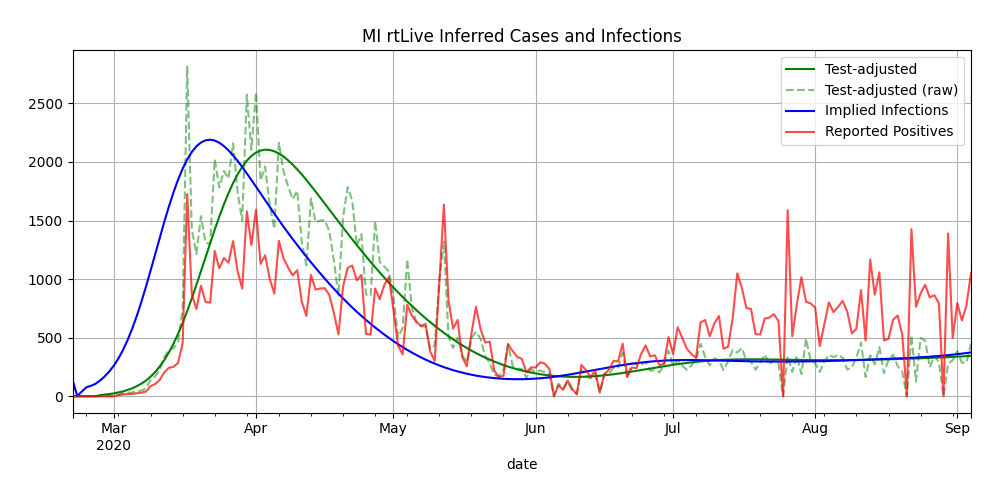 MI rtLive Inferred Cases and Infections
Test-adjusted
Test-adjusted (raw)
Implied Infections
Reported Positives
2500
2000
1500
1000
500
0
Mar Apr May Jun Jul Aug Sep
2020
date